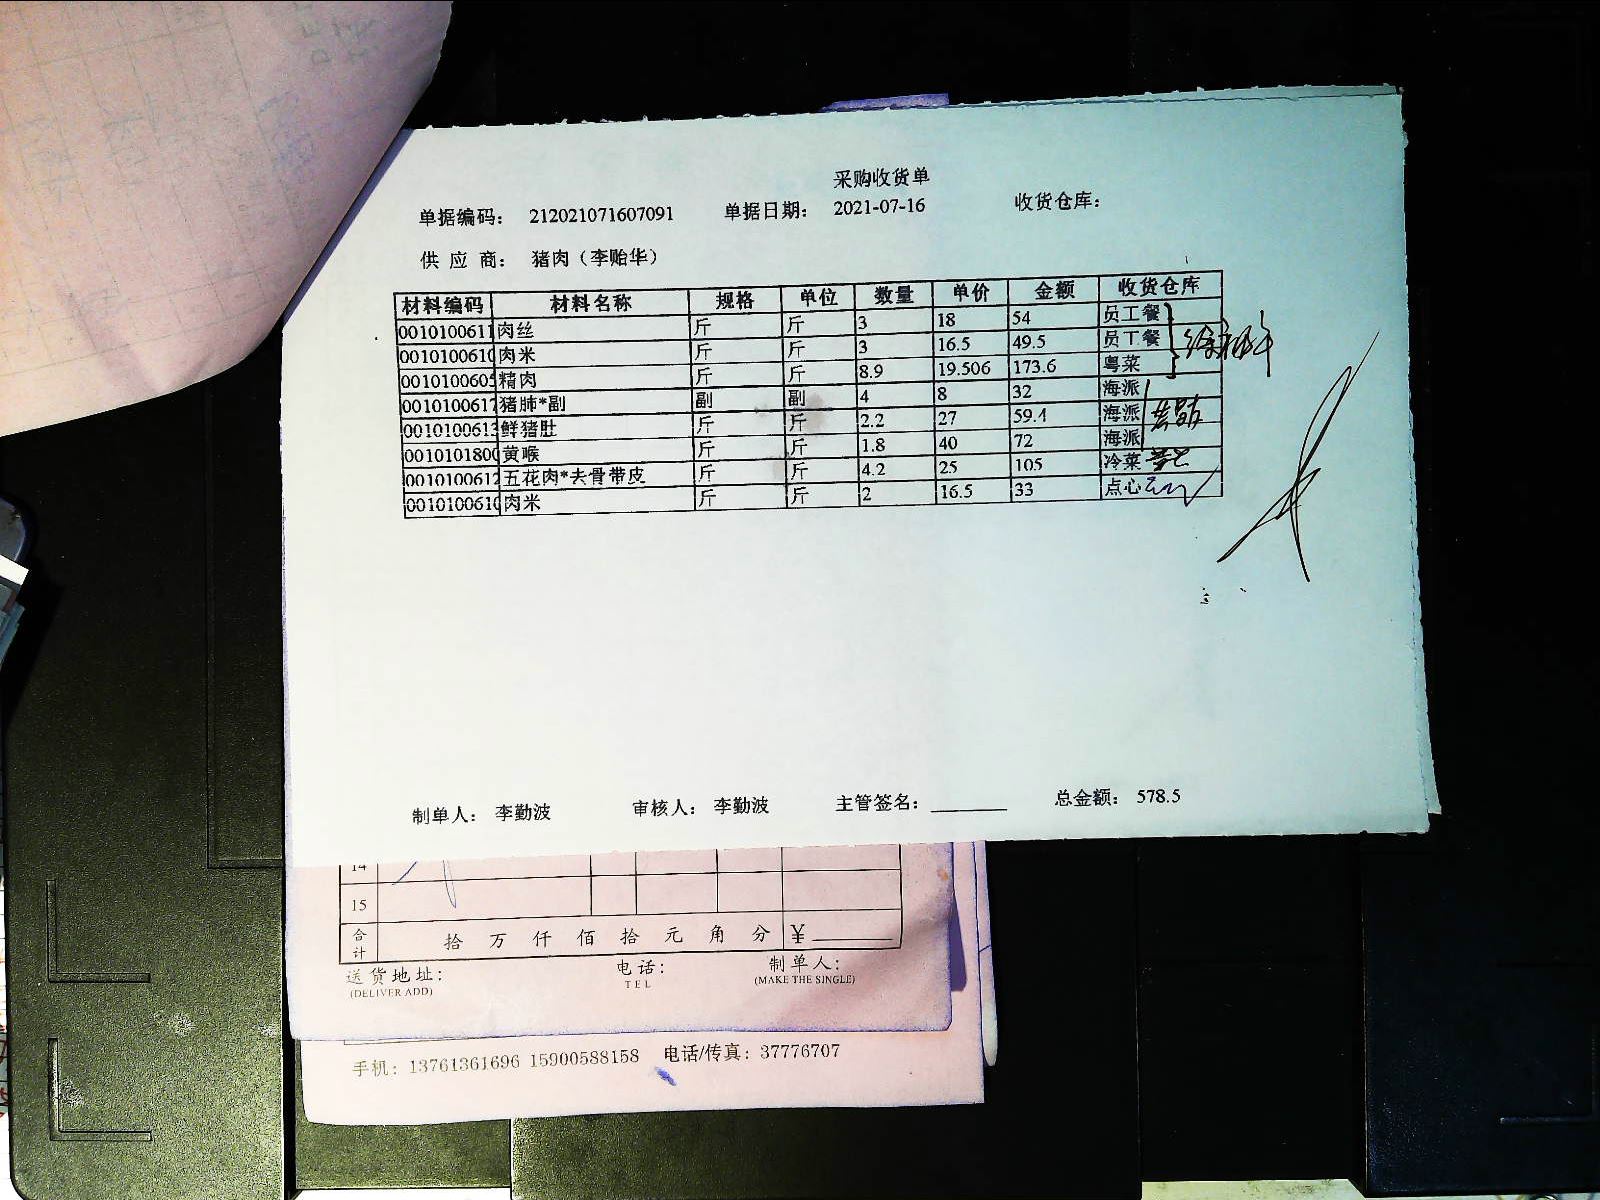 采购收货单
单据编码： 212021071607091 单据日期： 2021-07-16 收货仓库：
供 应 商： 猪肉（李贻华）
材料编码 材料名称 规格 单位 数量 单价 金额 收货仓库
0010100611 肉丝 斤 斤 3 18 54 员工餐
0010100610 肉米 斤 斤 3 16.5 49.5 员工餐
001010060 精肉 斤 斤 8.9 19.506 173.6 粤菜
0010100617 猪肺*副 副 副 4 8 32 海派
001010061 鲜猪肚 斤 斤 2.2 27 59.4 海派
0010101800 黄喉 斤 斤 1.8 40 72 海派
0010100612 五花肉*去骨带皮 斤 斤 4.2 25 105 冷菜
0010100610 肉米 斤 斤 2 16.5 33 点心
制单人： 李勤波 审核人： 李勤波 主管签名： 总金额： 578.5
14
15
合计 拾 万 仟 佰 拾 元 角 分 ¥
送货地址： 电话： 制单人：
(DELIVER ADD) TEL (MAKE THE SINGLE)
手机：13761361696 15900588158 电话/传真：37776707